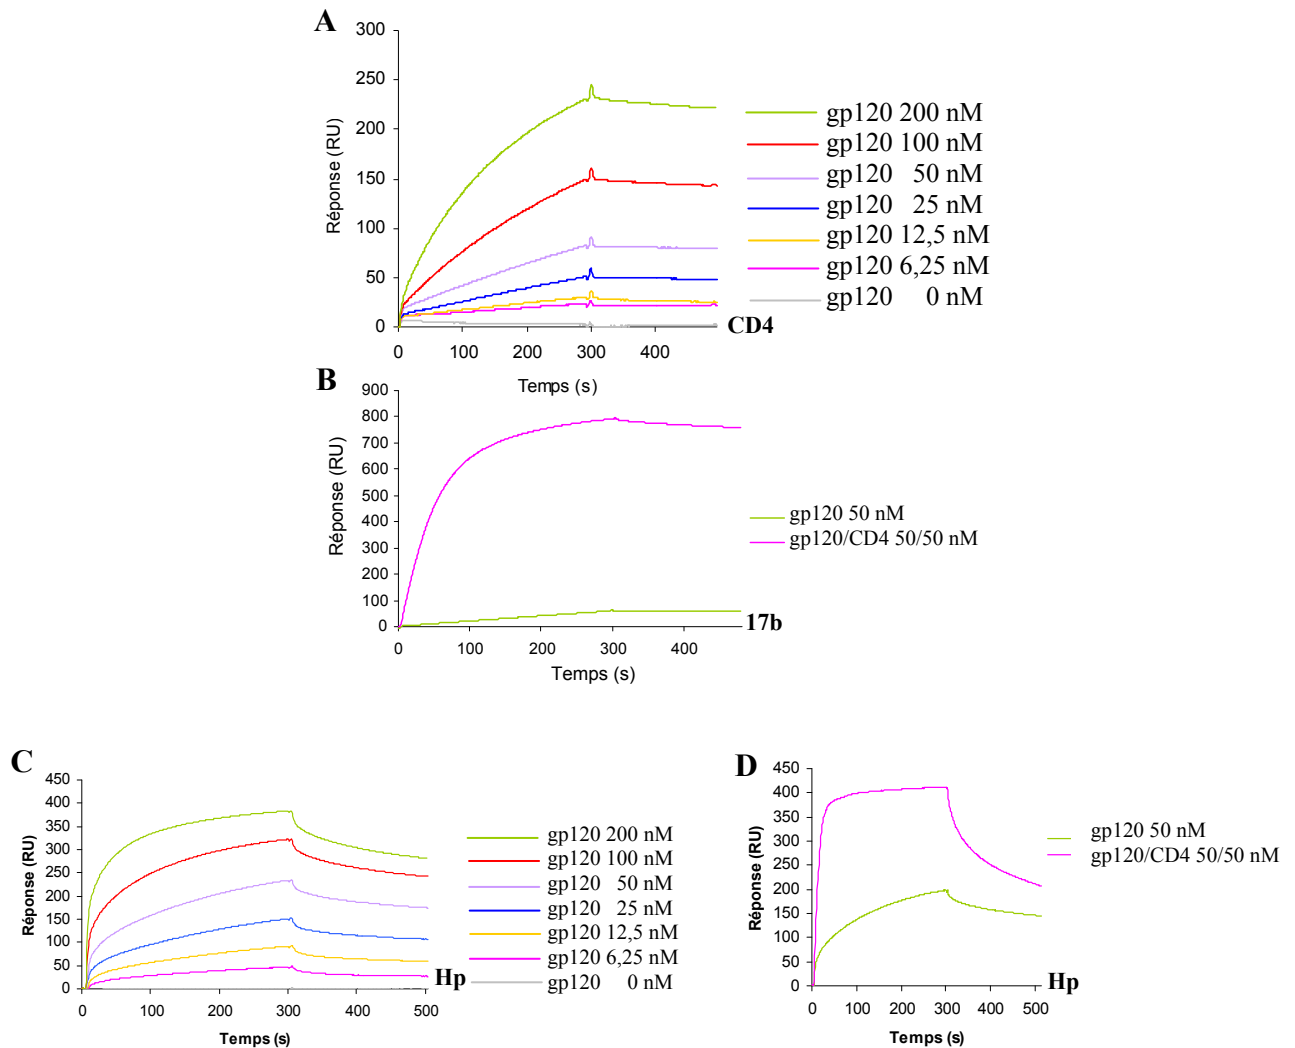 A
300
250
200
150
100
50
0
Réponse (RU)
0 100 200 300 400
Temps (s)
CD4
gp120 200 nM
gp120 100 nM
gp120 50 nM
gp120 25 nM
gp120 12,5 nM
gp120 6,25 nM
gp120 0 nM
B
900
800
700
600
500
400
300
200
100
0
Réponse (RU)
0 100 200 300 400
Temps (s)
17b
gp120 50 nM
gp120/CD4 50/50 nM
C
450
400
350
300
250
200
150
100
50
0
Réponse (RU)
0 100 200 300 400 500
Temps (s)
Hp
gp120 200 nM
gp120 100 nM
gp120 50 nM
gp120 25 nM
gp120 12,5 nM
gp120 6,25 nM
gp120 0 nM
D
450
400
350
300
250
200
150
100
50
0
Réponse (RU)
0 100 200 300 400 500
Temps (s)
Hp
gp120 50 nM
gp120/CD4 50/50 nM